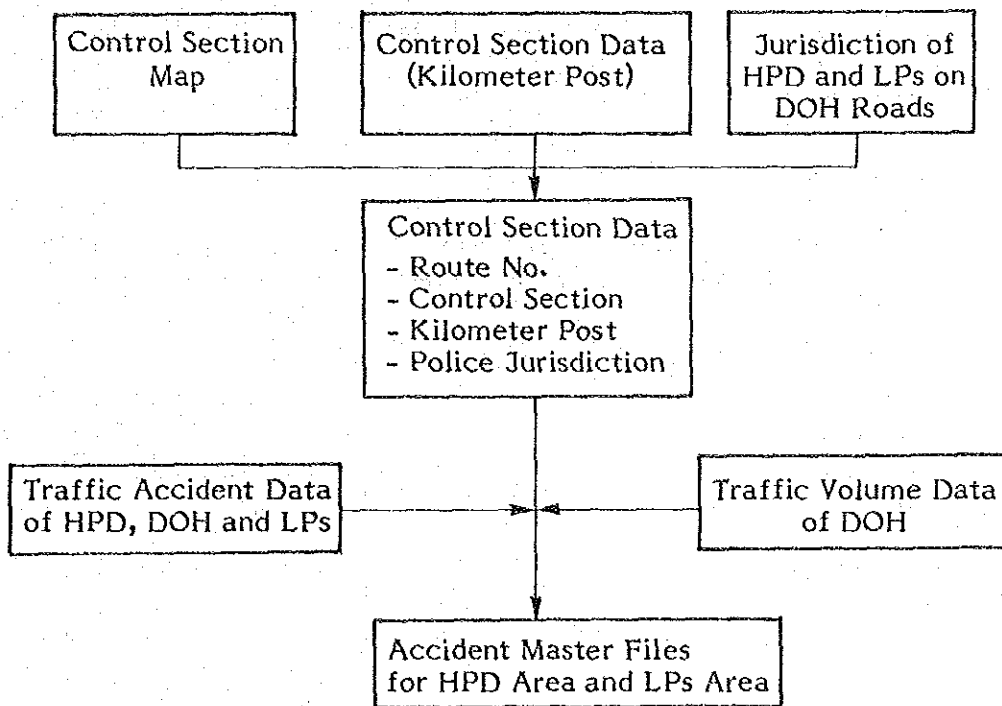 Control Section
Map
Control Section Data
(Kilometer Post)
Jurisdiction of
HPD and LPs on
DOH Roads
Control Section Data
- Route No.
- Control Section
- Kilometer Post
- Police Jurisdiction
Traffic Accident Data
of HPD, DOH and LPs
Traffic Volume Data
of DOH
Accident Master Files
for HPD Area and LPs Area